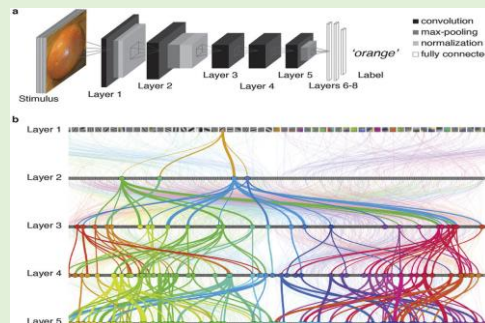 a
convolution
max-pooling
normalization
fully connecte
'orange'
Stimulus
Layer 1
Layer 2
Layer 3
Layer 4
Layer 5
Layers 6-8
Label
b
Layer 1
Layer 2
Layer 3
Layer 4
Layer 5